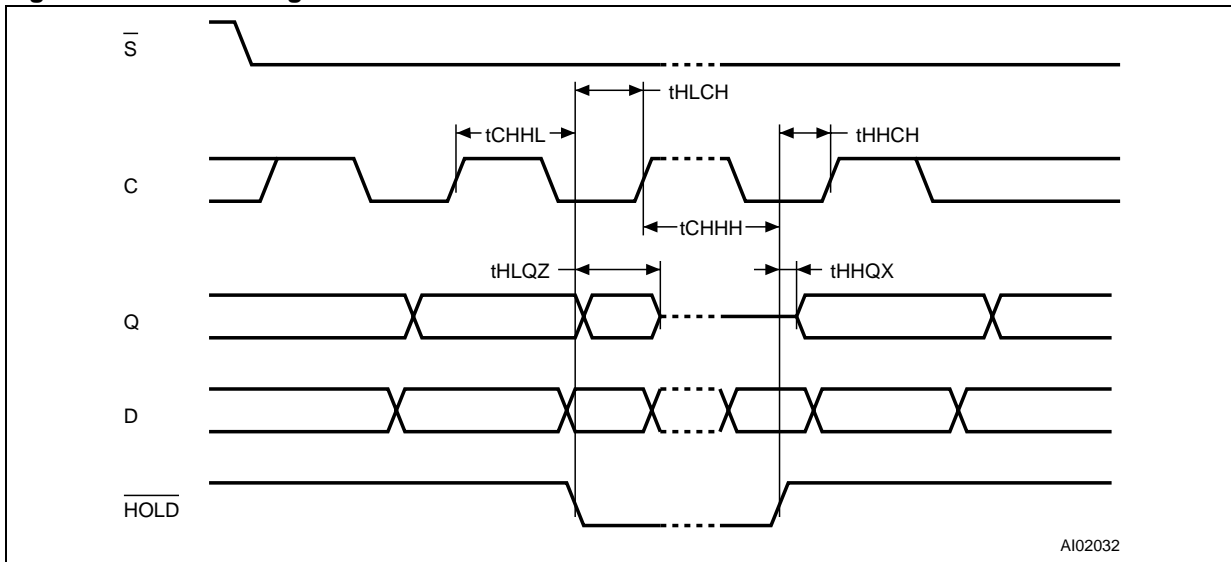 S
tHLCH
tCHHL
tHHCH
C
tCHHH
tHLQZ
tHHQX
Q
D
HOLD
AI02032